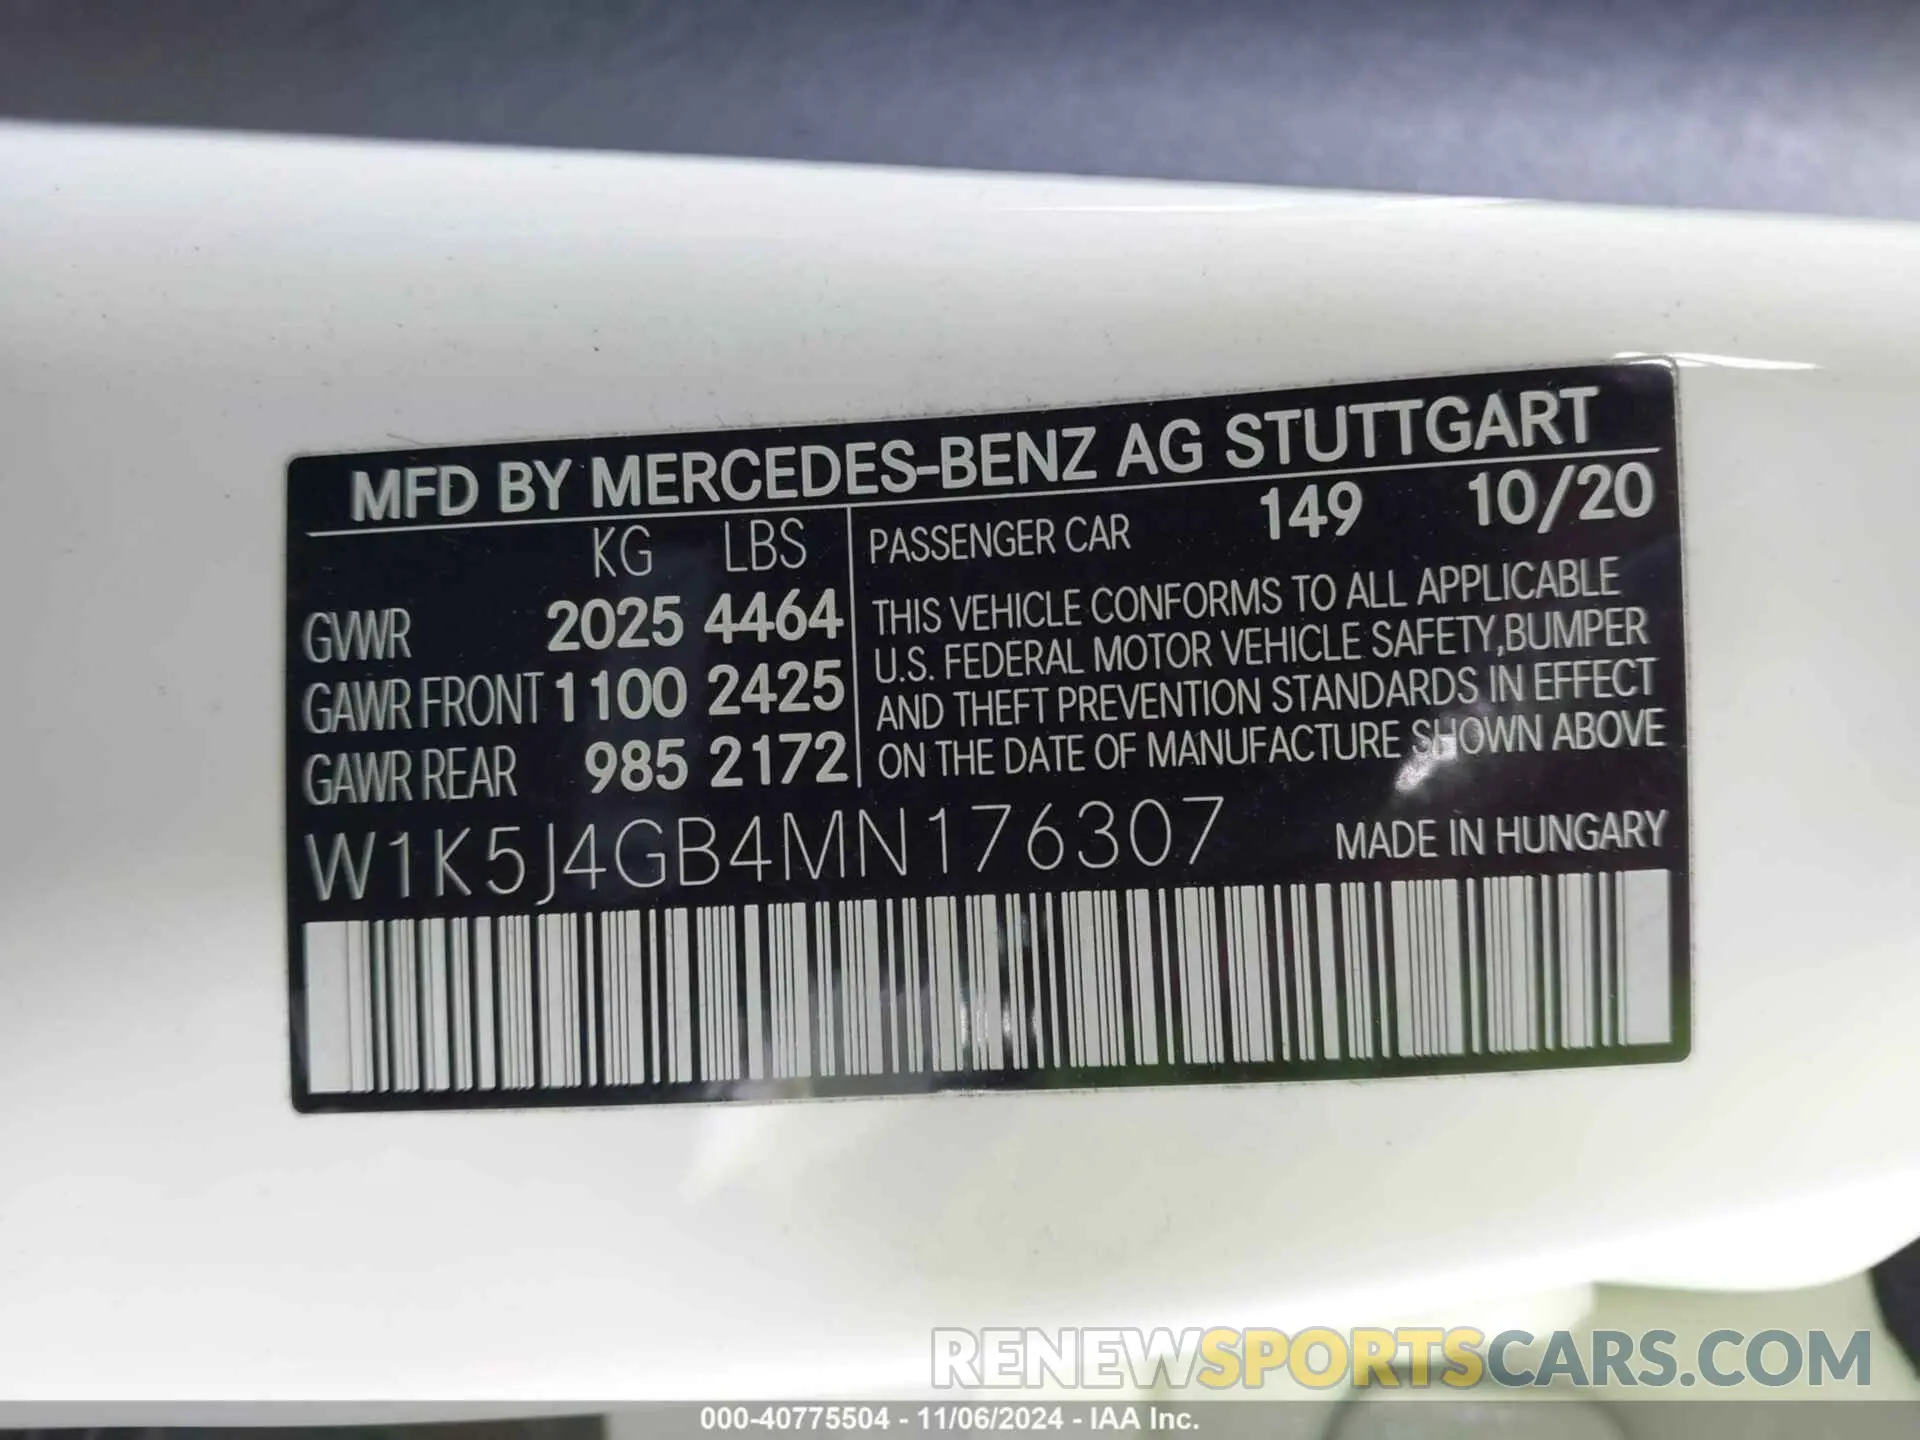 MFD BY MERCEDES-BENZ AG STUTTGART
KG LBS
GVWR 2025 4464
GAWR FRONT 1100 2425
GAWR REAR 985 2172
PASSENGER CAR 149 10/20
THIS VEHICLE CONFORMS TO ALL APPLICABLE
U.S. FEDERAL MOTOR VEHICLE SAFETY,BUMPER
AND THEFT PREVENTION STANDARDS IN EFFECT
ON THE DATE OF MANUFACTURE SHOWN ABOVE
W1K5J4GB4MN176307 MADE IN HUNGARY
RENEWSPORTSCARS.COM
000-40775504 - 11/06/2024 - IAA Inc.